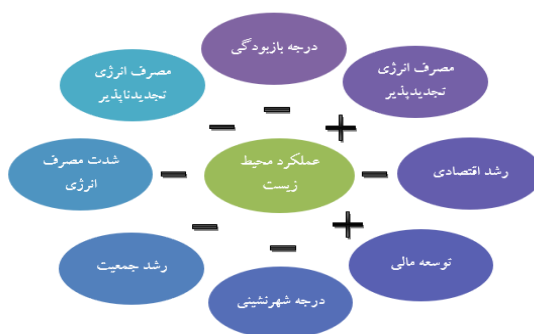 درجه بازبودگی
مصرف انرژی
تجدیدپذیر
مصرف انرژی
تجدیدناپذیر
- - +
شدت مصرف
انرژی
-
عملکرد محیط
زیست
-
رشد اقتصادی
- - +
رشد جمعیت
توسعه مالی
درجه شهرنشینی